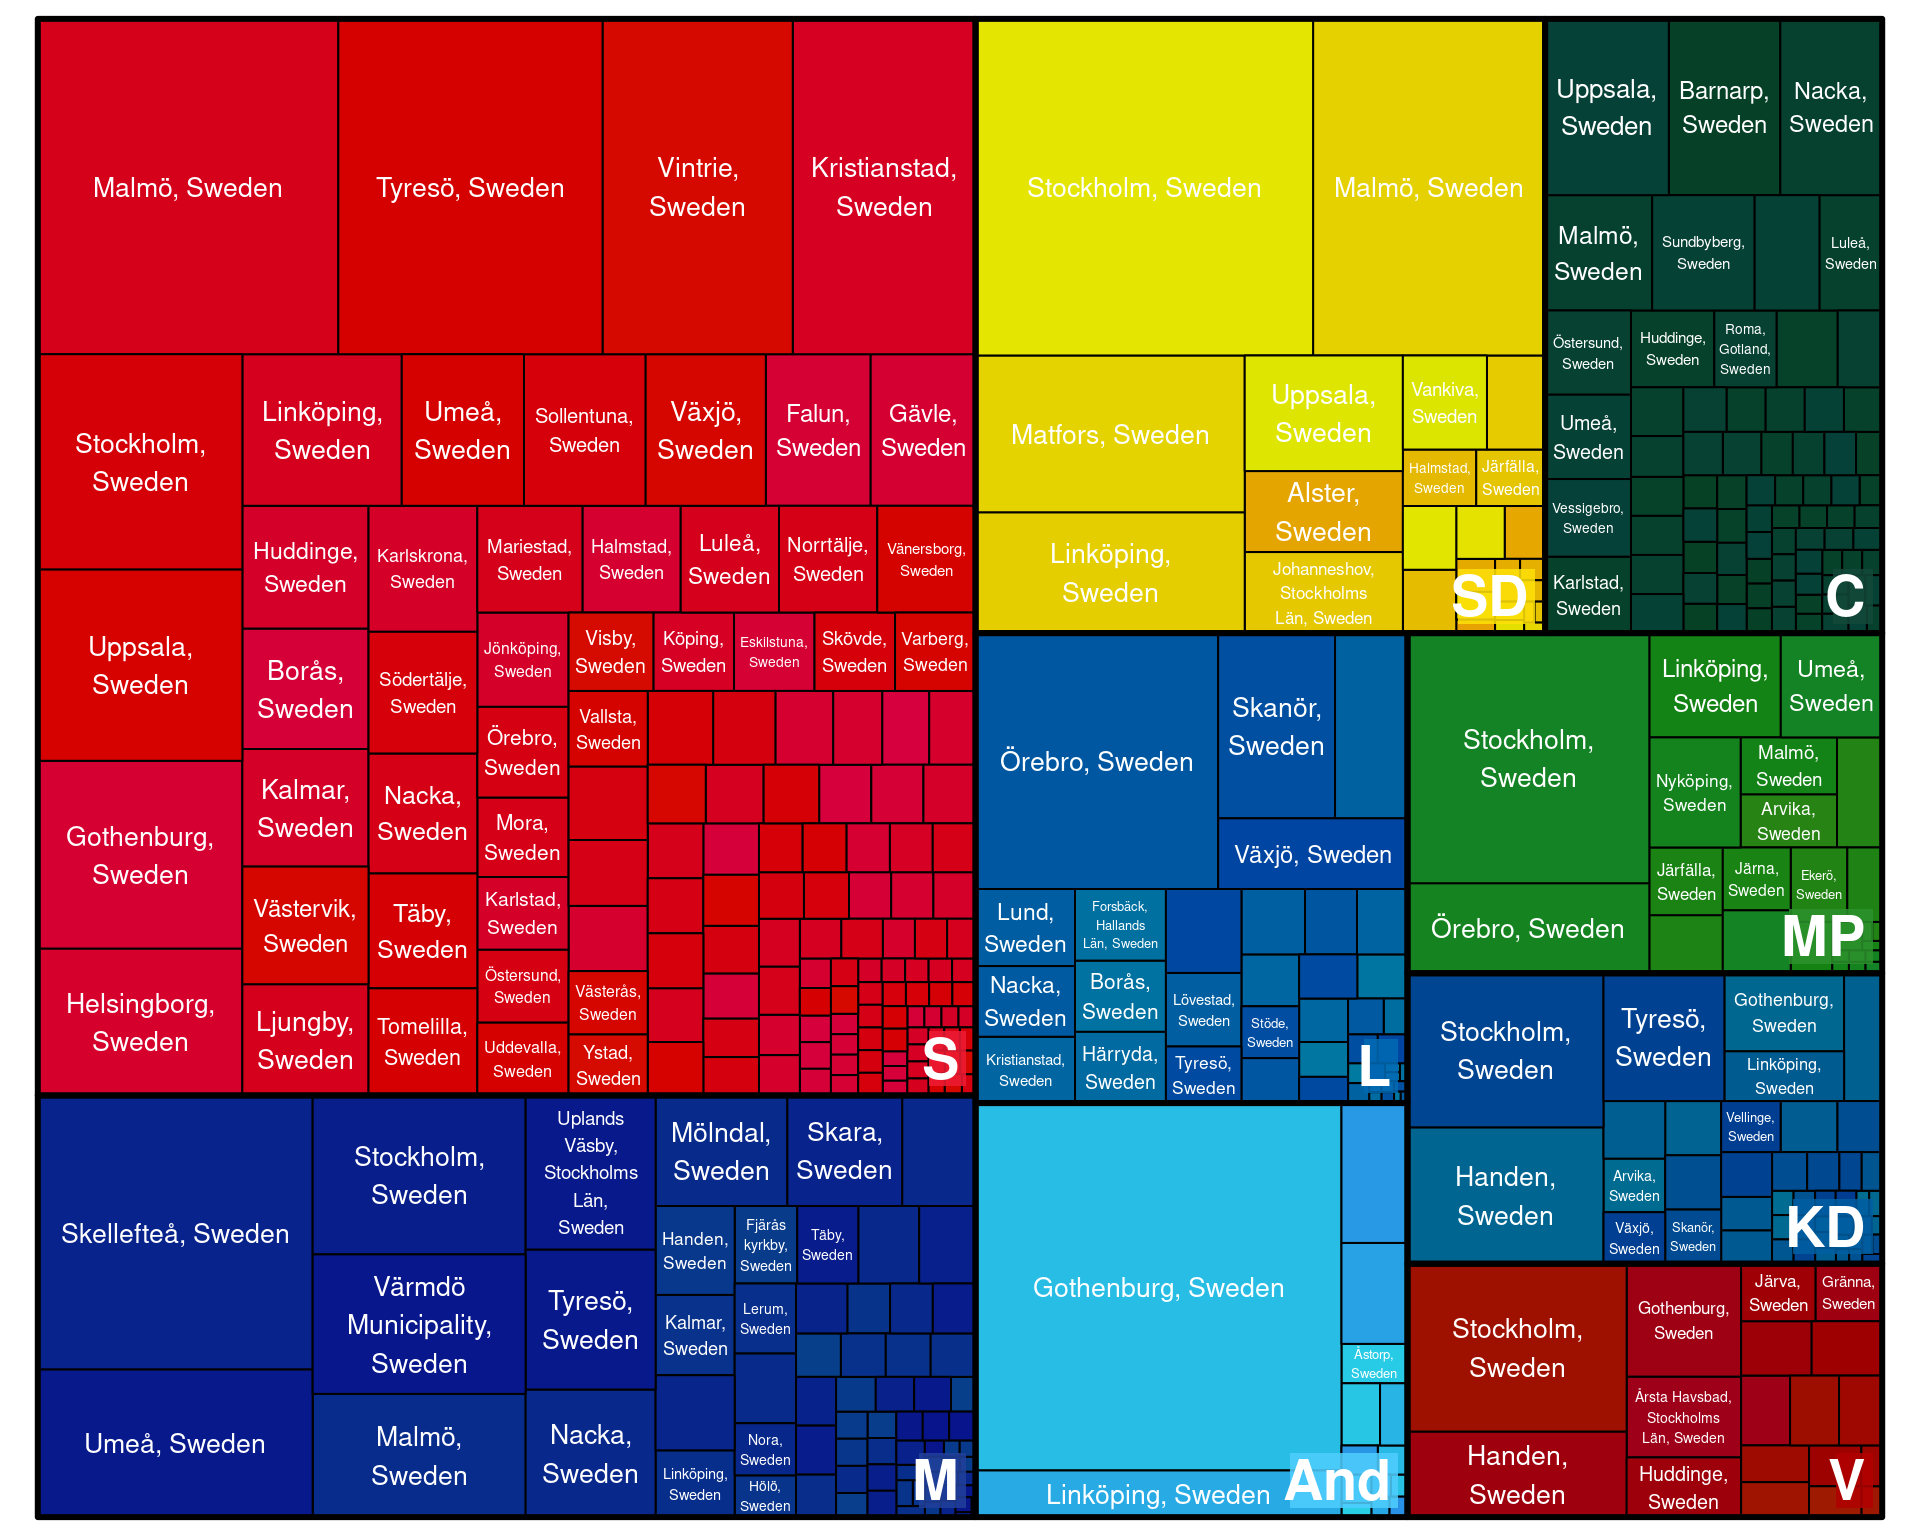 Malmö, Sweden
Tyresö, Sweden
Vintrie,
Sweden
Kristianstad,
Sweden
Stockholm,
Sweden
Uppsala,
Sweden
Gothenburg,
Sweden
Helsingborg,
Sweden
Linköping,
Sweden
Umeå,
Sweden
Sollentuna,
Sweden
Växjö,
Sweden
Falun,
Sweden
Gävle,
Sweden
Huddinge,
Sweden
Borås,
Sweden
Kalmar,
Sweden
Västervik,
Sweden
Ljungby,
Sweden
Karlskrona,
Sweden
Södertälje,
Sweden
Nacka,
Sweden
Täby,
Sweden
Tomelilla,
Sweden
Mariestad,
Sweden
Halmstad,
Sweden
Luleå,
Sweden
Norrtälje,
Sweden
Vänersborg,
Sweden
Jönköping,
Sweden
Örebro,
Sweden
Mora,
Sweden
Karlstad,
Sweden
Östersund,
Sweden
Uddevalla,
Sweden
Visby,
Sweden
Köping,
Sweden
Eskilstuna,
Sweden
Skövde,
Sweden
Varberg,
Sweden
Vallsta,
Sweden
Västerås,
Sweden
Ystad,
Sweden
S
Skellefteå, Sweden
Umeå, Sweden
Stockholm,
Sweden
Värmdö
Municipality,
Sweden
Malmö,
Sweden
Uplands
Väsby,
Stockholms
Län,
Sweden
Tyresö,
Sweden
Nacka,
Sweden
Mölndal,
Sweden
Skara,
Sweden
Handen,
Sweden
Kalmar,
Sweden
Linköping,
Sweden
Fjärås
kyrkby,
Sweden
Täby,
Sweden
Lerum,
Sweden
Nora,
Sweden
Hölö,
Sweden
M
Stockholm, Sweden
Malmö, Sweden
Matfors, Sweden
Linköping,
Sweden
Uppsala,
Sweden
Alster,
Sweden
Johanneshov,
Stockholms
Län, Sweden
Vankiva,
Sweden
Halmstad,
Sweden
Järfälla,
Sweden
SD
Uppsala,
Sweden
Barnarp,
Sweden
Nacka,
Sweden
Malmö,
Sweden
Sundbyberg,
Sweden
Luleå,
Sweden
Östersund,
Sweden
Huddinge,
Sweden
Roma,
Gotland,
Sweden
Umeå,
Sweden
Vessigebro,
Sweden
Karlstad,
Sweden
C
Örebro, Sweden
Skanör,
Sweden
Växjö, Sweden
Lund,
Sweden
Nacka,
Sweden
Kristianstad,
Sweden
Forsbäck,
Hallands
Län, Sweden
Borås,
Sweden
Härryda,
Sweden
Lövestad,
Sweden
Tyresö,
Sweden
Stöde,
Sweden
L
Gothenburg, Sweden
Linköping, Sweden
Åstorp,
Sweden
And
Stockholm,
Sweden
Örebro, Sweden
Linköping,
Sweden
Umeå,
Sweden
Nyköping,
Sweden
Malmö,
Sweden
Arvika,
Sweden
Järfälla,
Sweden
Järna,
Sweden
Ekerö,
Sweden
MP
Stockholm,
Sweden
Handen,
Sweden
Tyresö,
Sweden
Gothenburg,
Sweden
Linköping,
Sweden
Vellinge,
Sweden
Arvika,
Sweden
Växjö,
Sweden
Skanör,
Sweden
KD
Stockholm,
Sweden
Handen,
Sweden
Gothenburg,
Sweden
Årsta Havsbad,
Stockholms
Län, Sweden
Huddinge,
Sweden
Järva,
Sweden
Gränna,
Sweden
V